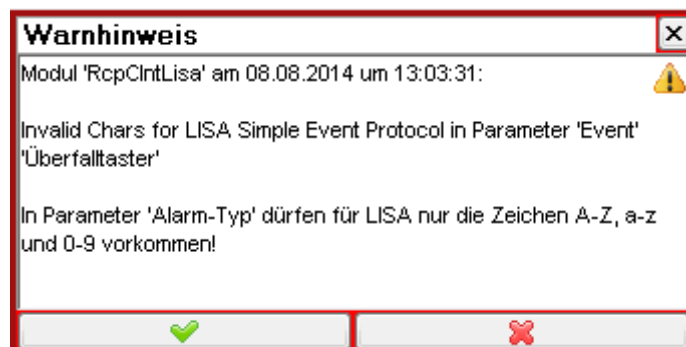 Warnhinweis
Modul 'RcpClntLisa' am 08.08.2014 um 13:03:31:
Invalid Chars for LISA Simple Event Protocol in Parameter 'Event'
'Überfalltaster'
In Parameter 'Alarm-Typ' dürfen für LISA nur die Zeichen A-Z, a-z
und 0-9 vorkommen!